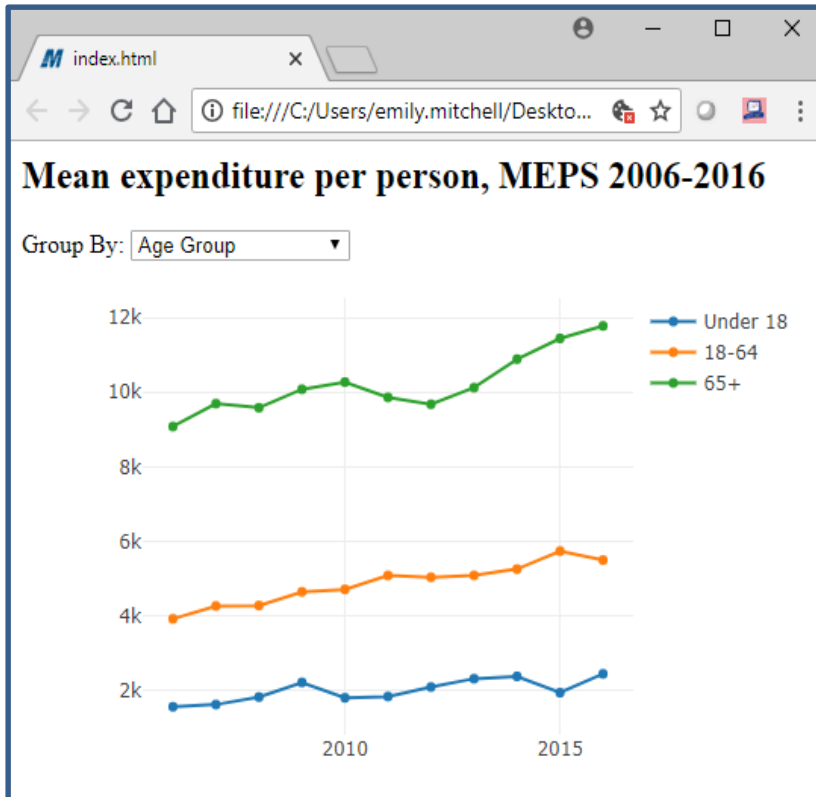 index.html
file:///C:/Users/emily.mitchell/Deskto...
Mean expenditure per person, MEPS 2006-2016
Group By: Age Group
12k
10k
8k
6k
4k
2k
2010 2015
Under 18
18-64
65+